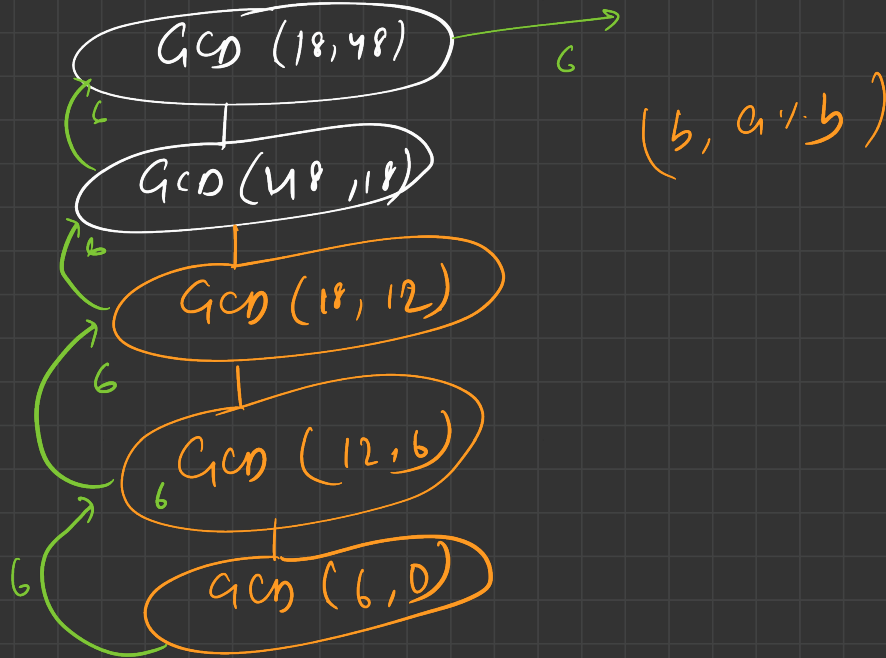 GCD (18,48)
6
(b, a % b)
6
GCD (48,18)
6
GCD (18, 12)
6
GCD (12,6)
6
6
GCD (6,0)